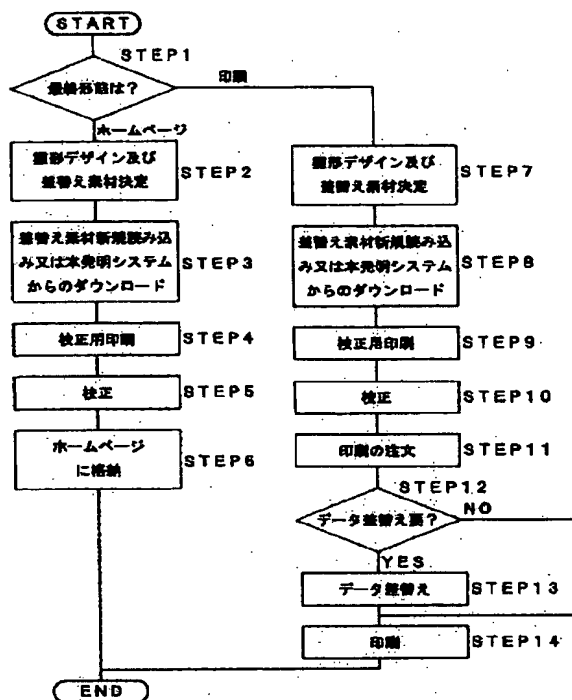 START
STEP1
最終形態は?
印刷
ホームページ
雛形デザイン及び
差替え素材決定
STEP2
差替え素材新規読み込
み又は本発明システム
からのダウンロード
STEP3
校正用印刷
STEP4
校正
STEP5
ホームページ
に格納
STEP6
雛形デザイン及び
差替え素材決定
STEP7
差替え素材新規読み込
み又は本発明システム
からのダウンロード
STEP8
校正用印刷
STEP9
校正
STEP10
印刷の注文
STEP11
STEP12
データ差替え要?
NO
YES
データ差替え
STEP13
印刷
STEP14
END